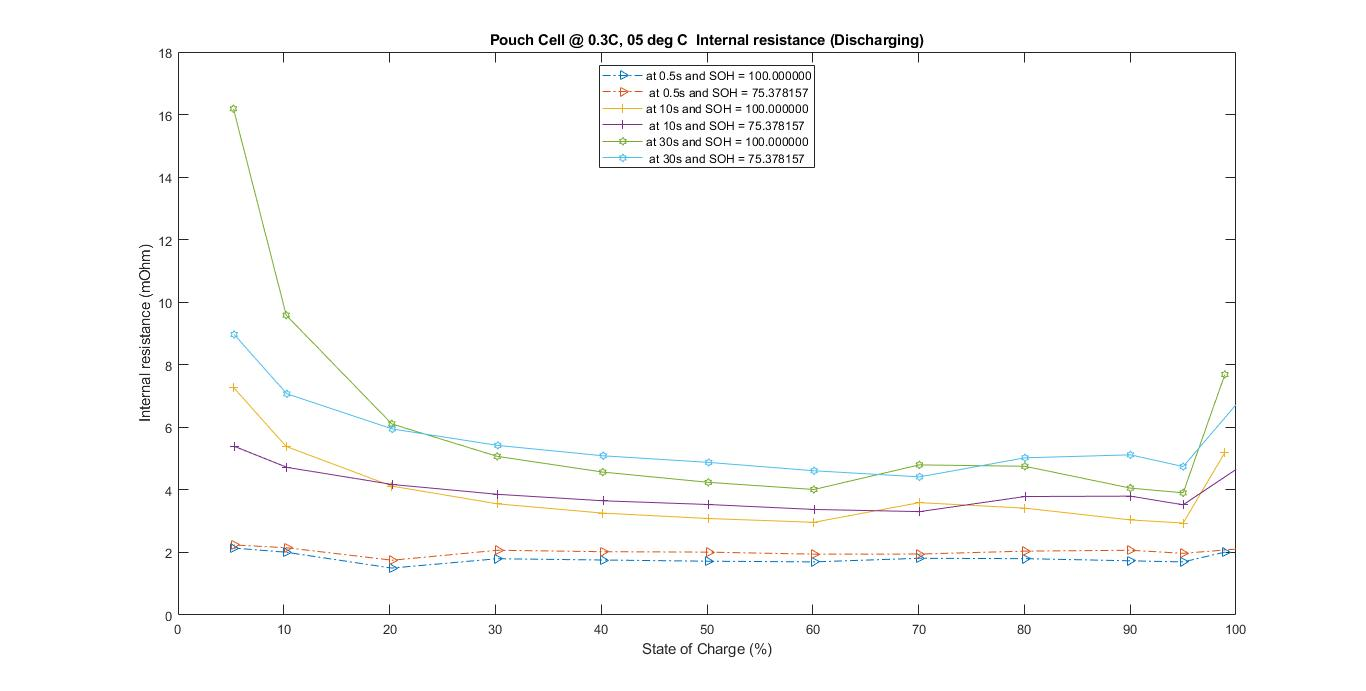 Pouch Cell @ 0.3C, 05 deg C  Internal resistance (Discharging)
at 0.5s and SOH = 100.000000
at 0.5s and SOH = 75.378157
at 10s and SOH = 100.000000
at 10s and SOH = 75.378157
at 30s and SOH = 100.000000
at 30s and SOH = 75.378157
18
16
14
12
10
8
6
4
2
0
Internal resistance (mOhm)
0 10 20 30 40 50 60 70 80 90 100
State of Charge (%)